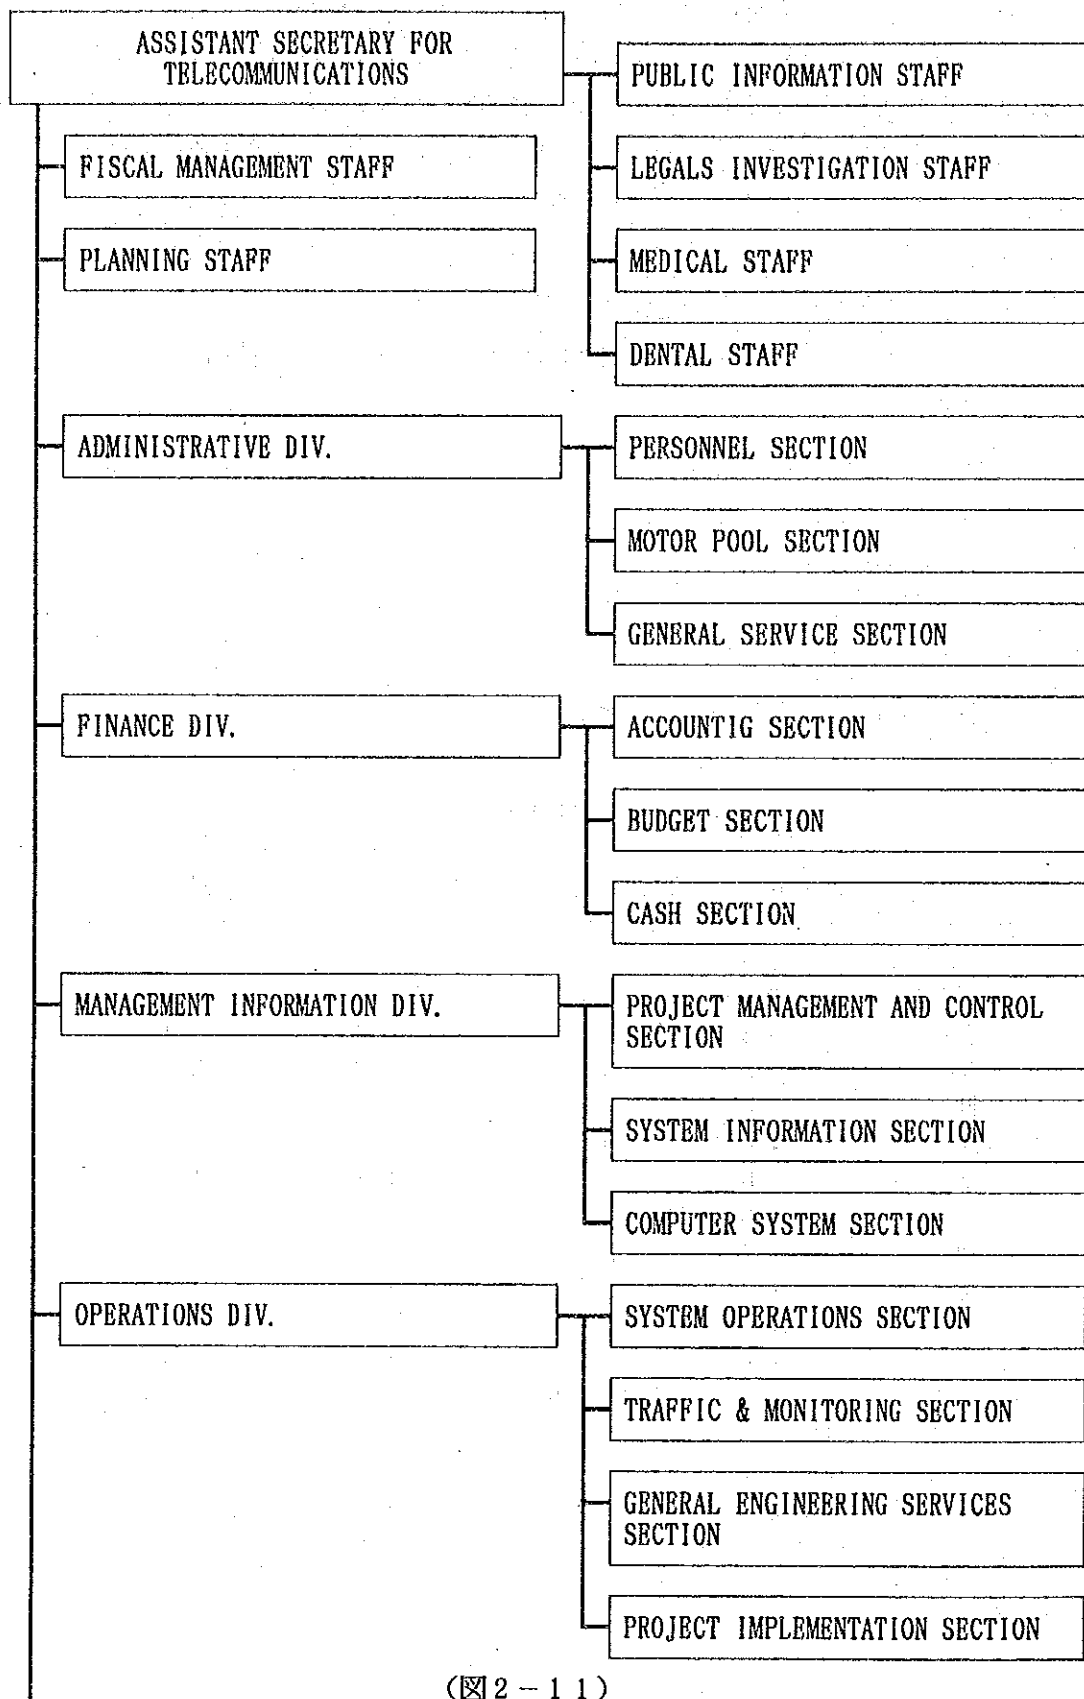 ASSISTANT SECRETARY FOR
TELECOMMUNICATIONS
PUBLIC INFORMATION STAFF
FISCAL MANAGEMENT STAFF
LEGALS INVESTIGATION STAFF
PLANNING STAFF
MEDICAL STAFF
DENTAL STAFF
ADMINISTRATIVE DIV.
PERSONNEL SECTION
MOTOR POOL SECTION
GENERAL SERVICE SECTION
FINANCE DIV.
ACCOUNTIG SECTION
BUDGET SECTION
CASH SECTION
MANAGEMENT INFORMATION DIV.
PROJECT MANAGEMENT AND CONTROL
SECTION
SYSTEM INFORMATION SECTION
COMPUTER SYSTEM SECTION
OPERATIONS DIV.
SYSTEM OPERATIONS SECTION
TRAFFIC & MONITORING SECTION
GENERAL ENGINEERING SERVICES
SECTION
PROJECT IMPLEMENTATION SECTION
(図2-11)